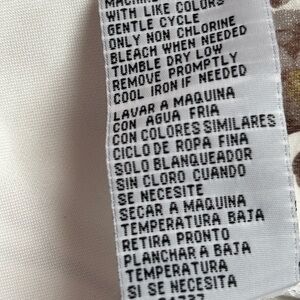 WITH LIKE COLORS
GENTLE CYCLE
ONLY NON CHLORINE
BLEACH WHEN NEEDED
TUMBLE DRY LOW
REMOVE PROMPTLY
COOL IRON IF NEEDED
LAVAR A MAQUINA
CON AGUA FRIA
CON COLORES SIMILARES
CICLO DE ROPA FINA
SOLO BLANQUEADOR
SIN CLORO CUANDO
SE NECESITE
SECAR A MAQUINA
TEMPERATURA BAJA
RETIRA PRONTO
PLANCHAR A BAJA
TEMPERATURA
SI SE NECESITA